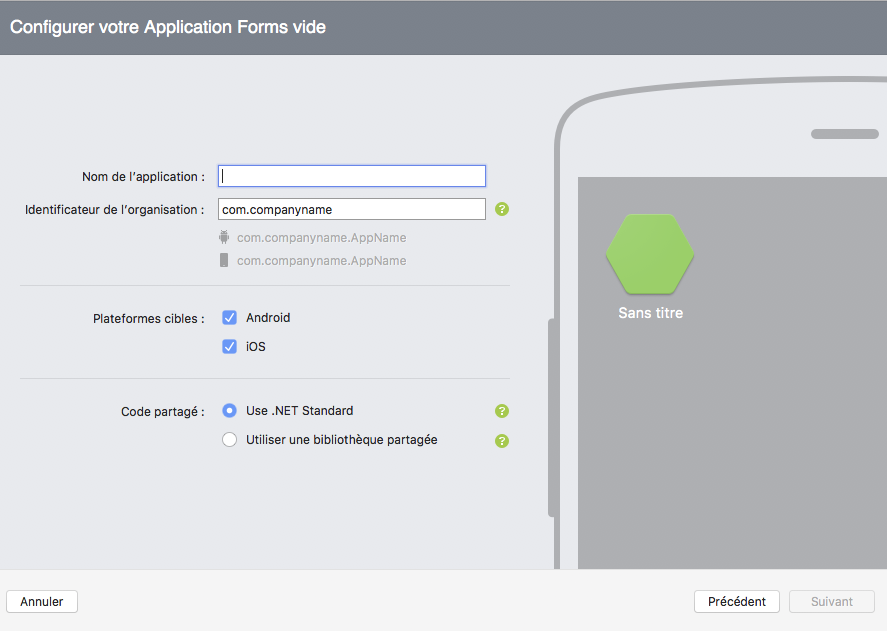 Configurer votre Application Forms vide
Nom de l'application :
Identificateur de l'organisation : com.companyname
com.companyname.AppName
com.companyname.AppName
Plateformes cibles : Android
iOS
Code partagé : Use .NET Standard
Utiliser une bibliothèque partagée
Sans titre
Annuler Précédent Suivant